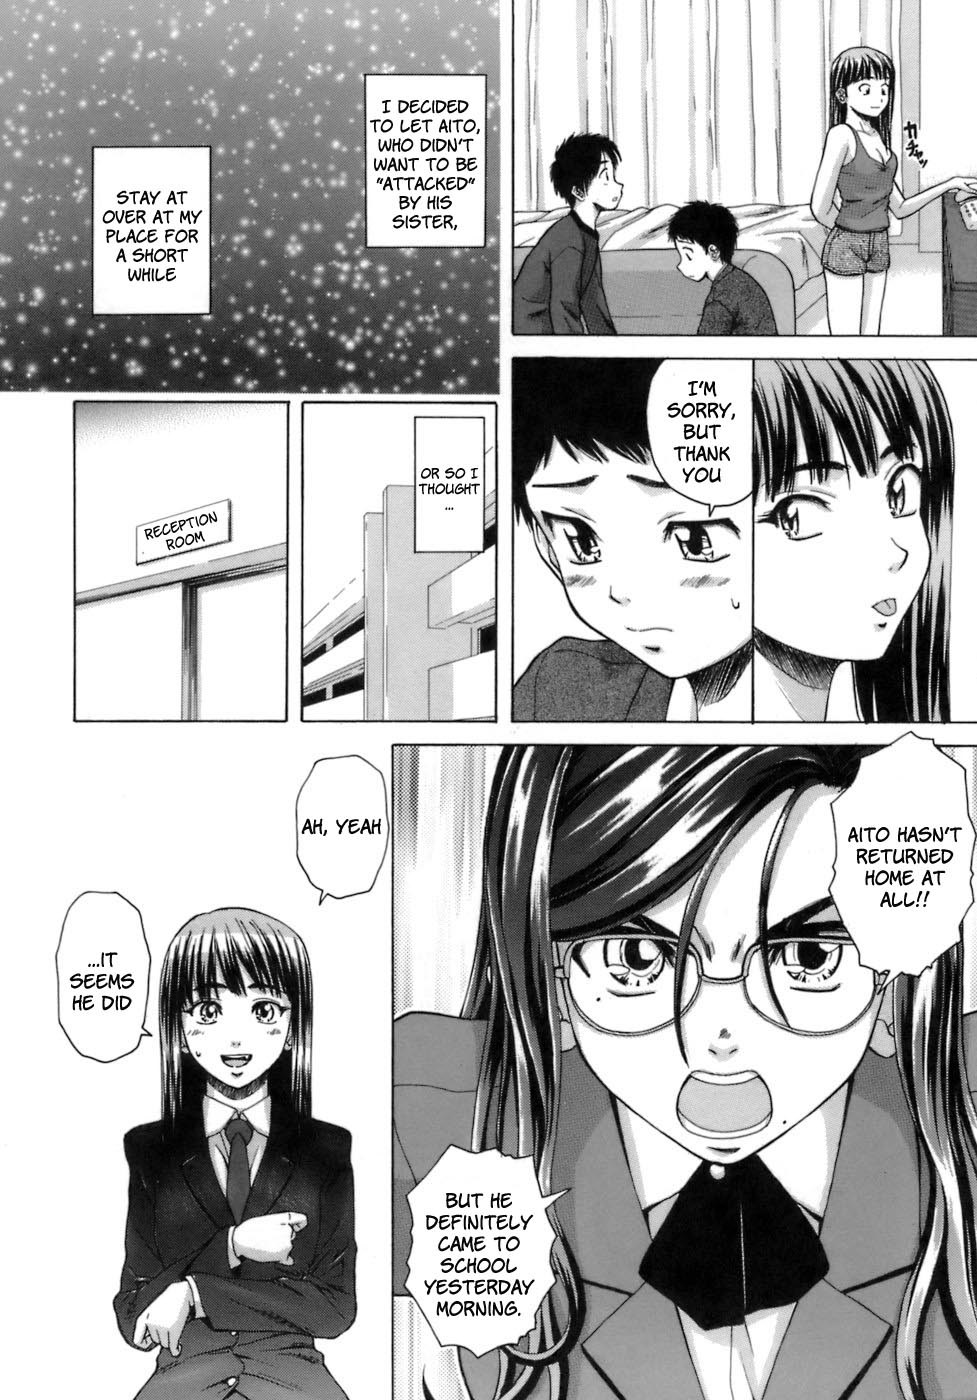 ガチャッ
I DECIDED
TO LET AITO,
WHO DIDN'T
WANT TO BE
"ATTACKED"
BY HIS
SISTER,
STAY AT
OVER AT MY
PLACE FOR
A SHORT
WHILE
I'M
SORRY,
BUT
THANK
YOU
OR SO I
THOUGHT
...
RECEPTION
ROOM
AITO HASN'T
RETURNED
HOME AT
ALL!!
BUT HE
DEFINITELY
CAME TO
SCHOOL
YESTERDAY
MORNING.
AH, YEAH
...IT
SEEMS
HE DID